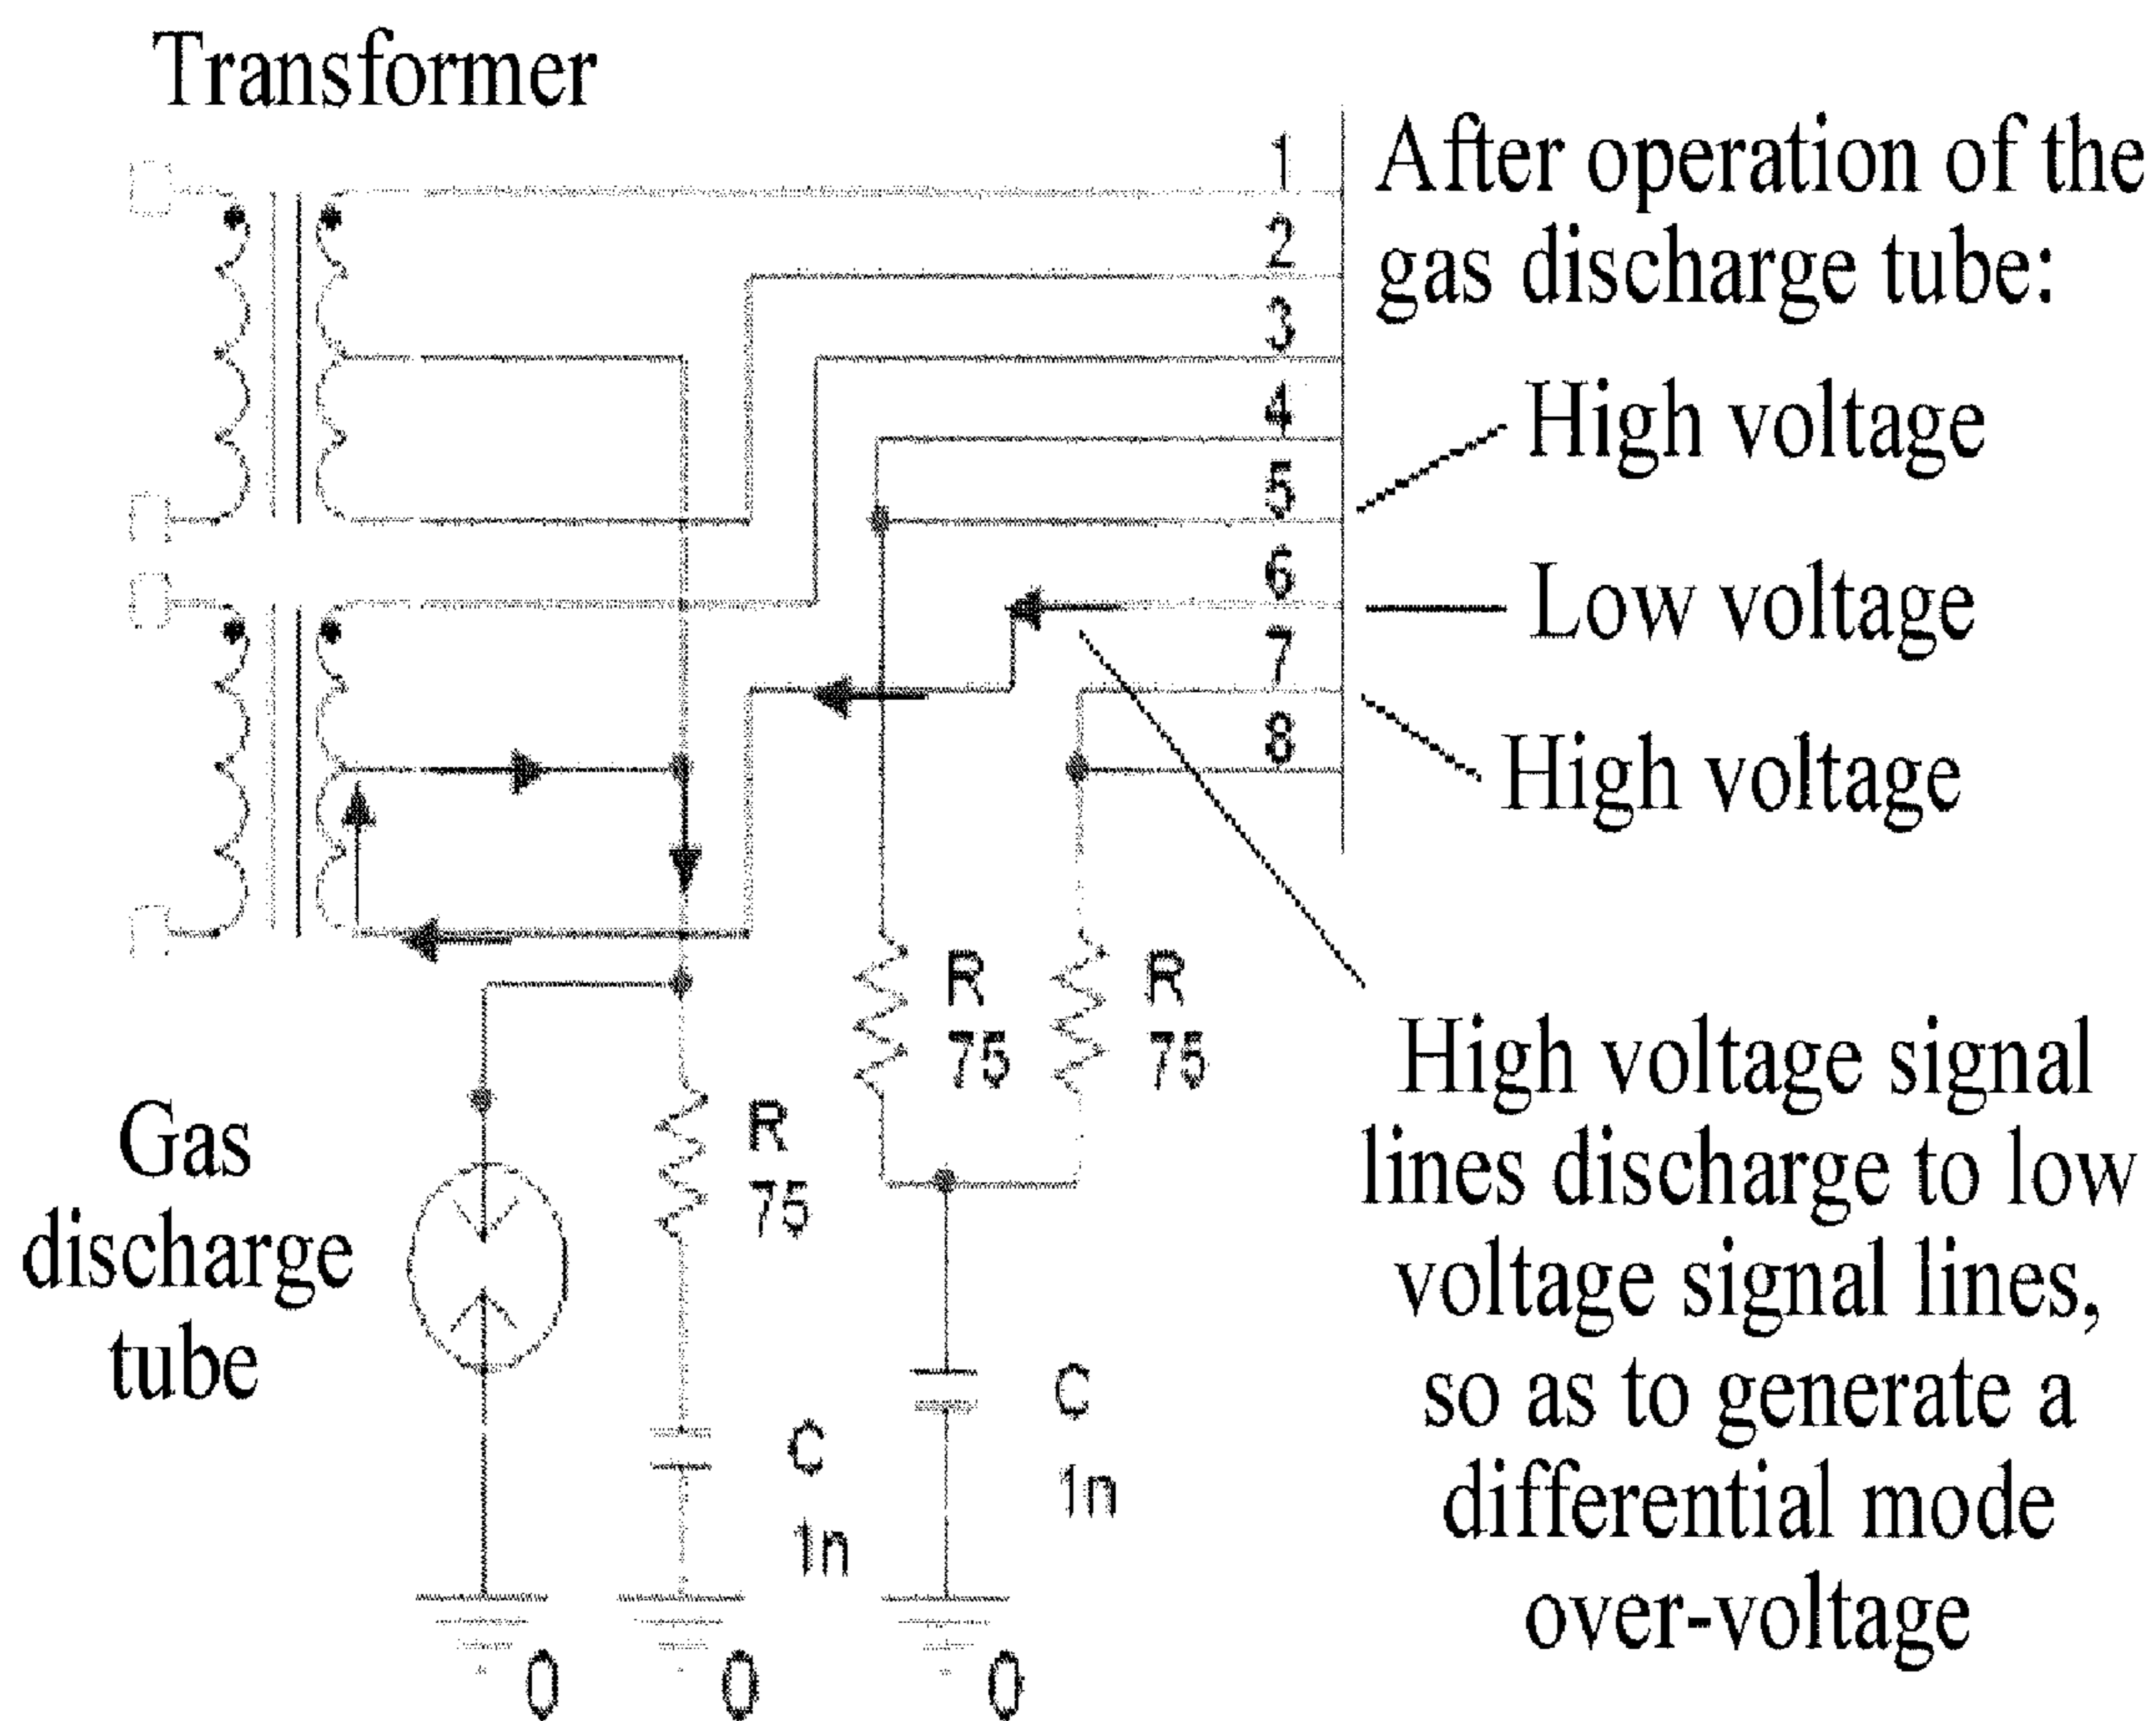 Transformer
1
2
3
4
5
6
7
8
After operation of the
gas discharge tube:
High voltage
Low voltage
High voltage
High voltage signal
lines discharge to low
voltage signal lines,
so as to generate a
differential mode
over-voltage
R
75
R
75
R
75
Gas
discharge
tube
C
1n
C
1n
0
0
0